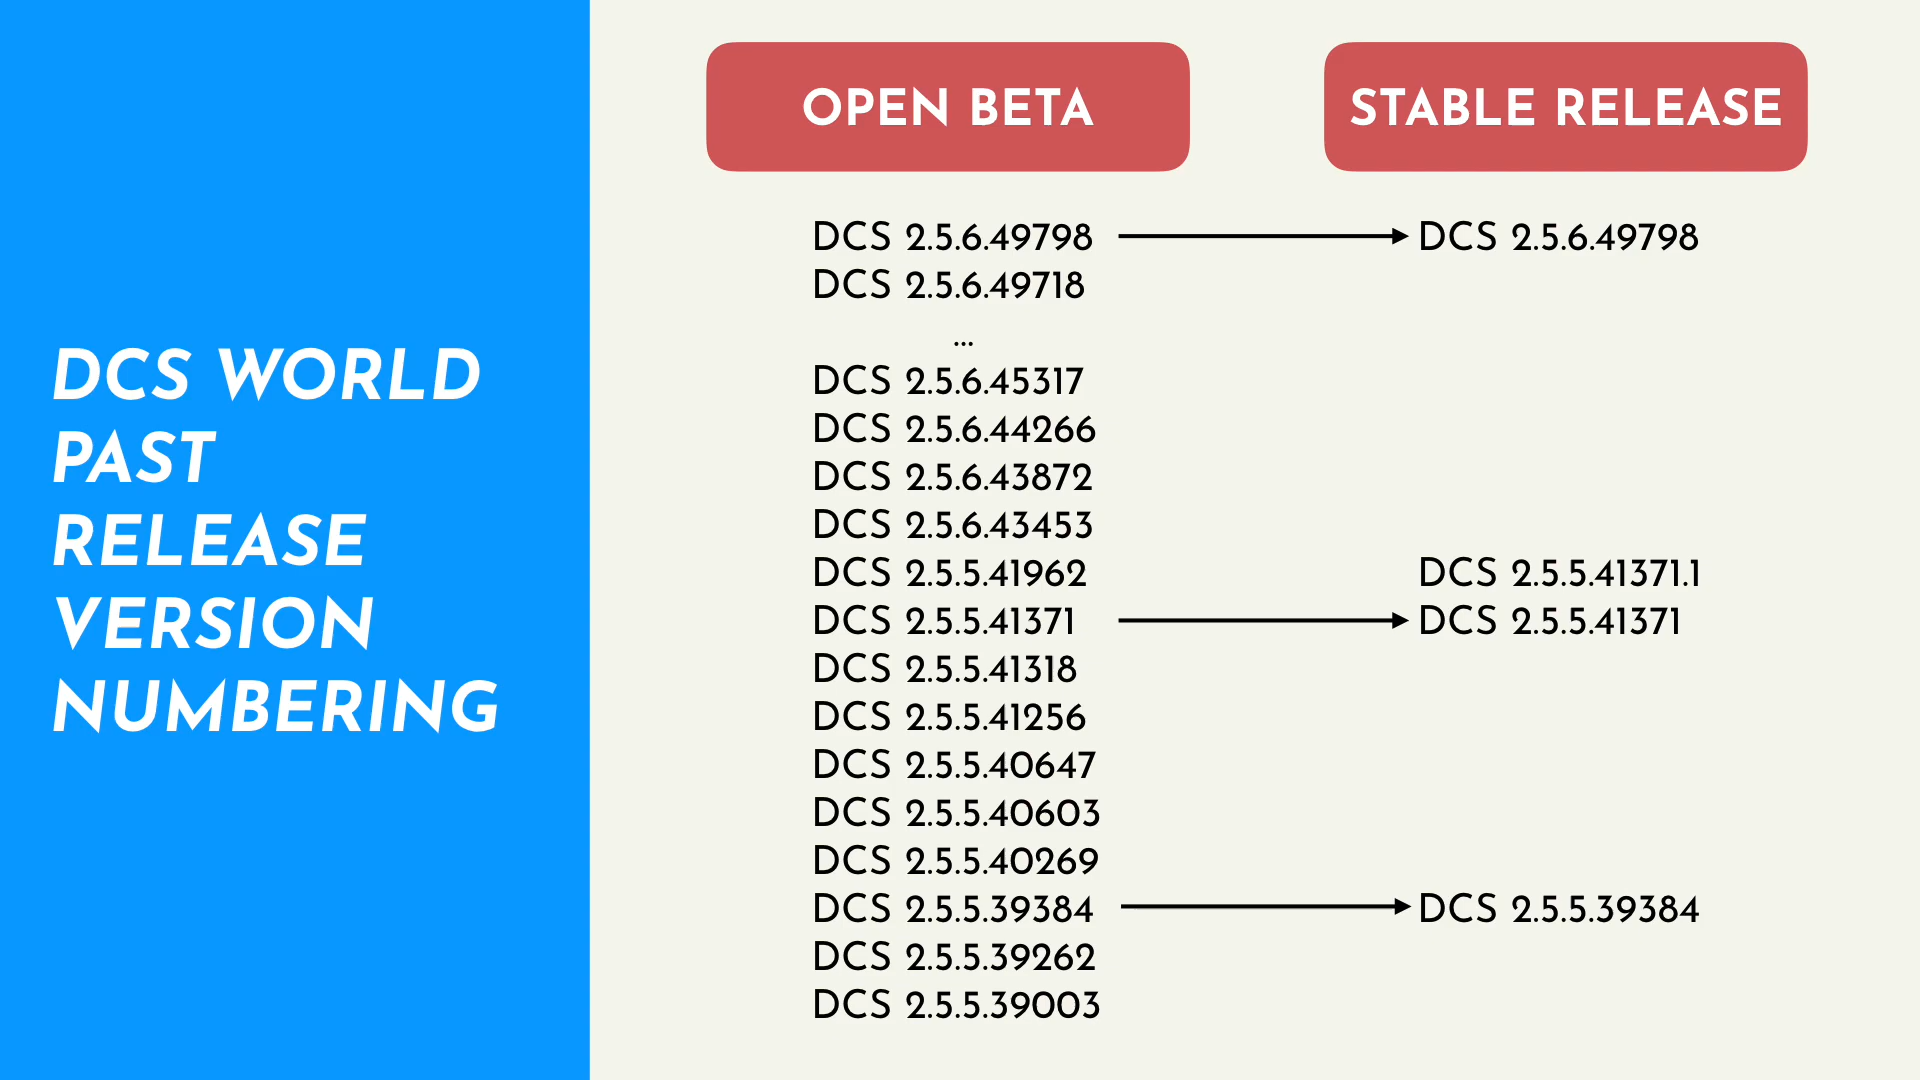 DCS WORLD
PAST
RELEASE
VERSION
NUMBERING
OPEN BETA
DCS 2.5.6.49798
DCS 2.5.6.49718
...
DCS 2.5.6.45317
DCS 2.5.6.44266
DCS 2.5.6.43872
DCS 2.5.6.43453
DCS 2.5.5.41962
DCS 2.5.5.41371
DCS 2.5.5.41318
DCS 2.5.5.41256
DCS 2.5.5.40647
DCS 2.5.5.40603
DCS 2.5.5.40269
DCS 2.5.5.39384
DCS 2.5.5.39262
DCS 2.5.5.39003
STABLE RELEASE
DCS 2.5.6.49798
DCS 2.5.5.41371.1
DCS 2.5.5.41371
DCS 2.5.5.39384